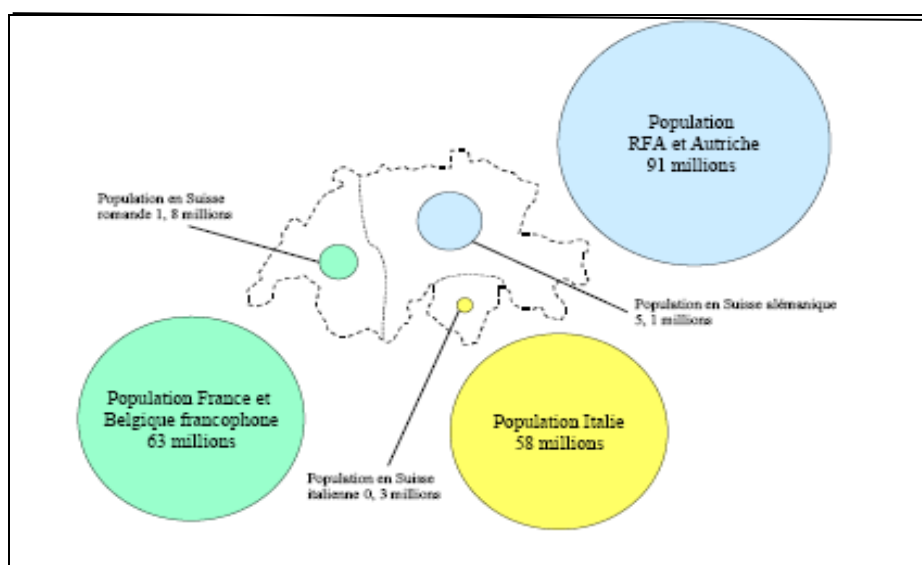 Population
RFA et Autriche
91 millions
Population en Suisse
romande 1, 8 millions
Population en Suisse alémanique
5, 1 millions
Population France et
Belgique francophone
63 millions
Population Italie
58 millions
Population en Suisse
italienne 0, 3 millions